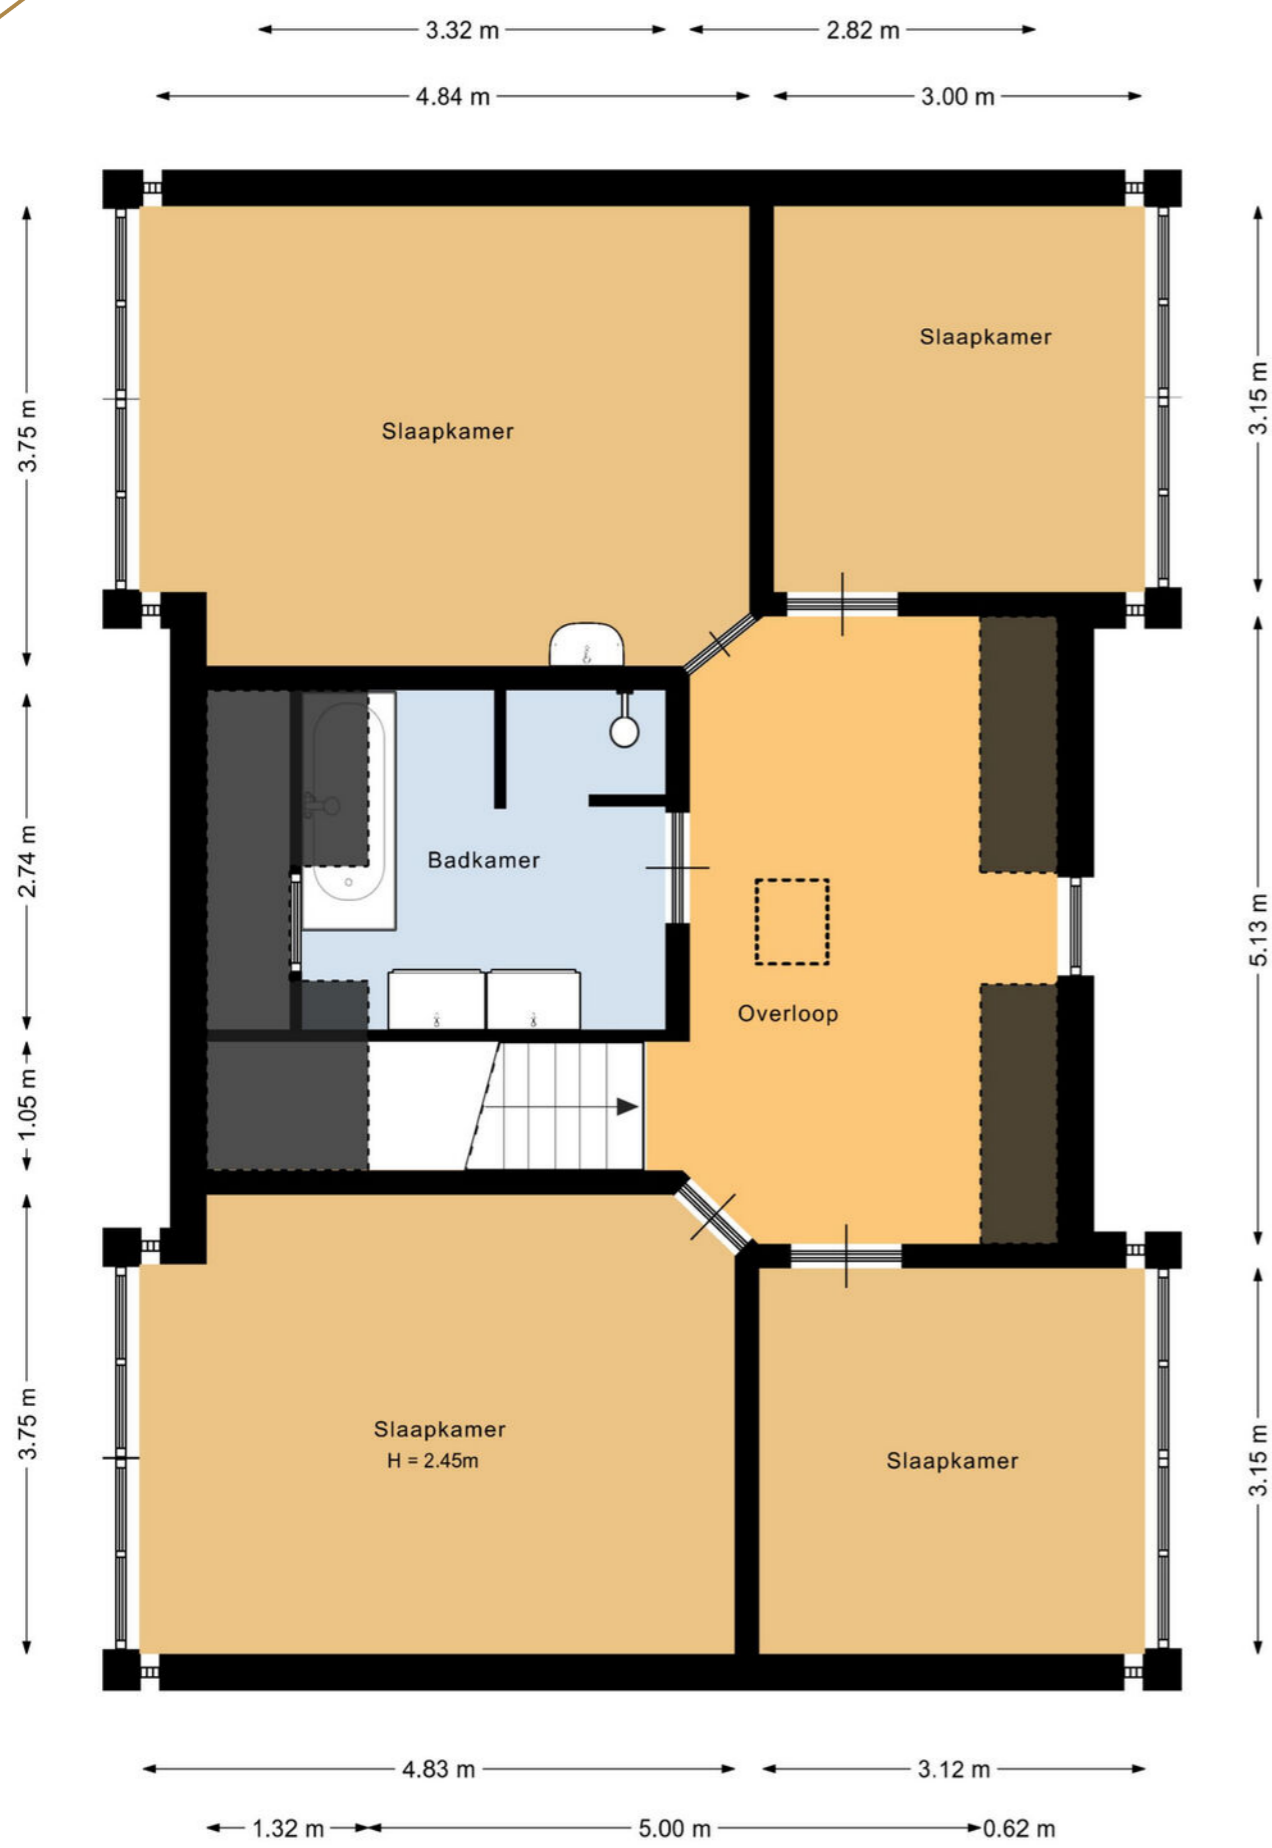 3.32 m
2.82 m
4.84 m
3.00 m
Slaapkamer
3.15 m
Slaapkamer
3.75 m
Badkamer
2.74 m
5.13 m
Overloop
1.05 m
Slaapkamer
H = 2.45m
3.75 m
Slaapkamer
3.15 m
4.83 m
3.12 m
1.32 m
5.00 m
0.62 m